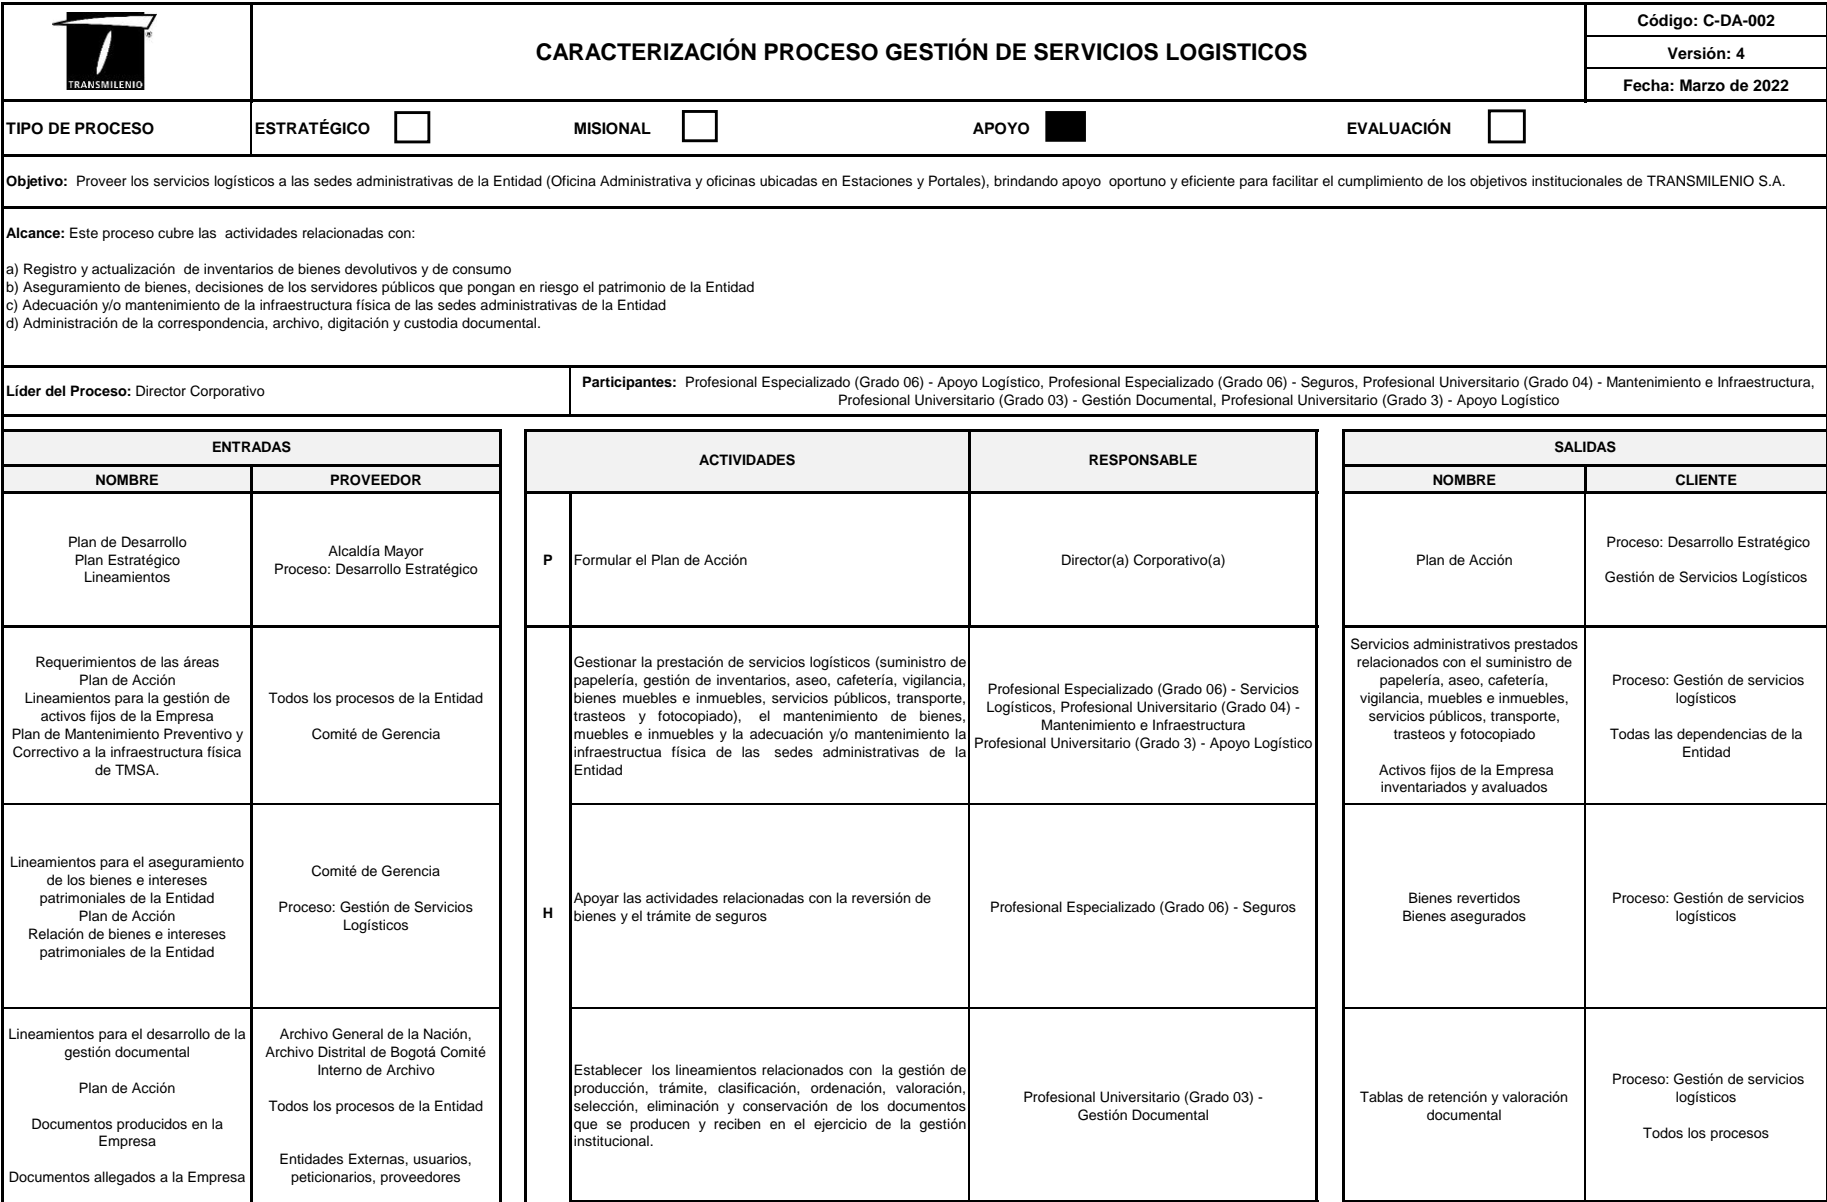 TRANSMILENIO
CARACTERIZACIÓN PROCESO GESTIÓN DE SERVICIOS LOGISTICOS
Código: C-DA-002
Versión: 4
Fecha: Marzo de 2022
TIPO DE PROCESO
ESTRATÉGICO
MISIONAL
APOYO
EVALUACIÓN
Objetivo: Proveer los servicios logísticos a las sedes administrativas de la Entidad (Oficina Administrativa y oficinas ubicadas en Estaciones y Portales), brindando apoyo oportuno y eficiente para facilitar el cumplimiento de los objetivos institucionales de TRANSMILENIO S.A.
Alcance: Este proceso cubre las actividades relacionadas con:
a) Registro y actualización de inventarios de bienes devolutivos y de consumo
b) Aseguramiento de bienes, decisiones de los servidores públicos que pongan en riesgo el patrimonio de la Entidad
c) Adecuación y/o mantenimiento de la infraestructura física de las sedes administrativas de la Entidad
d) Administración de la correspondencia, archivo, digitación y custodia documental.
Líder del Proceso: Director Corporativo
Participantes: Profesional Especializado (Grado 06) - Apoyo Logístico, Profesional Especializado (Grado 06) - Seguros, Profesional Universitario (Grado 04) - Mantenimiento e Infraestructura,
Profesional Universitario (Grado 03) - Gestión Documental, Profesional Universitario (Grado 3) - Apoyo Logístico
ENTRADAS
ACTIVIDADES
RESPONSABLE
SALIDAS
NOMBRE
PROVEEDOR
NOMBRE
CLIENTE
Plan de Desarrollo
Plan Estratégico
Lineamientos
Alcaldía Mayor
Proceso: Desarrollo Estratégico
P
Formular el Plan de Acción
Director(a) Corporativo(a)
Plan de Acción
Proceso: Desarrollo Estratégico
Gestión de Servicios Logísticos
Requerimientos de las áreas
Plan de Acción
Lineamientos para la gestión de
activos fijos de la Empresa
Plan de Mantenimiento Preventivo y
Correctivo a la infraestructura física
de TMSA.
Todos los procesos de la Entidad
Comité de Gerencia
Gestionar la prestación de servicios logísticos (suministro de
papelería, gestión de inventarios, aseo, cafetería, vigilancia,
bienes muebles e inmuebles, servicios públicos, transporte,
trasteos y fotocopiado), el mantenimiento de bienes,
muebles e inmuebles y la adecuación y/o mantenimiento la
infraestructua física de las sedes administrativas de la
Entidad
Profesional Especializado (Grado 06) - Servicios
Logísticos, Profesional Universitario (Grado 04) -
Mantenimiento e Infraestructura
Profesional Universitario (Grado 3) - Apoyo Logístico
Servicios administrativos prestados
relacionados con el suministro de
papelería, aseo, cafetería,
vigilancia, muebles e inmuebles,
servicios públicos, transporte,
trasteos y fotocopiado
Activos fijos de la Empresa
inventariados y avaluados
Proceso: Gestión de servicios
logísticos
Todas las dependencias de la
Entidad
Lineamientos para el aseguramiento
de los bienes e intereses
patrimoniales de la Entidad
Plan de Acción
Relación de bienes e intereses
patrimoniales de la Entidad
Comité de Gerencia
Proceso: Gestión de Servicios
Logísticos
H
Apoyar las actividades relacionadas con la reversión de
bienes y el trámite de seguros
Profesional Especializado (Grado 06) - Seguros
Bienes revertidos
Bienes asegurados
Proceso: Gestión de servicios
logísticos
Lineamientos para el desarrollo de la
gestión documental
Plan de Acción
Documentos producidos en la
Empresa
Documentos allegados a la Empresa
Archivo General de la Nación,
Archivo Distrital de Bogotá Comité
Interno de Archivo
Todos los procesos de la Entidad
Entidades Externas, usuarios,
peticionarios, proveedores
Establecer los lineamientos relacionados con la gestión de
producción, trámite, clasificación, ordenación, valoración,
selección, eliminación y conservación de los documentos
que se producen y reciben en el ejercicio de la gestión
institucional.
Profesional Universitario (Grado 03) -
Gestión Documental
Tablas de retención y valoración
documental
Proceso: Gestión de servicios
logísticos
Todos los procesos